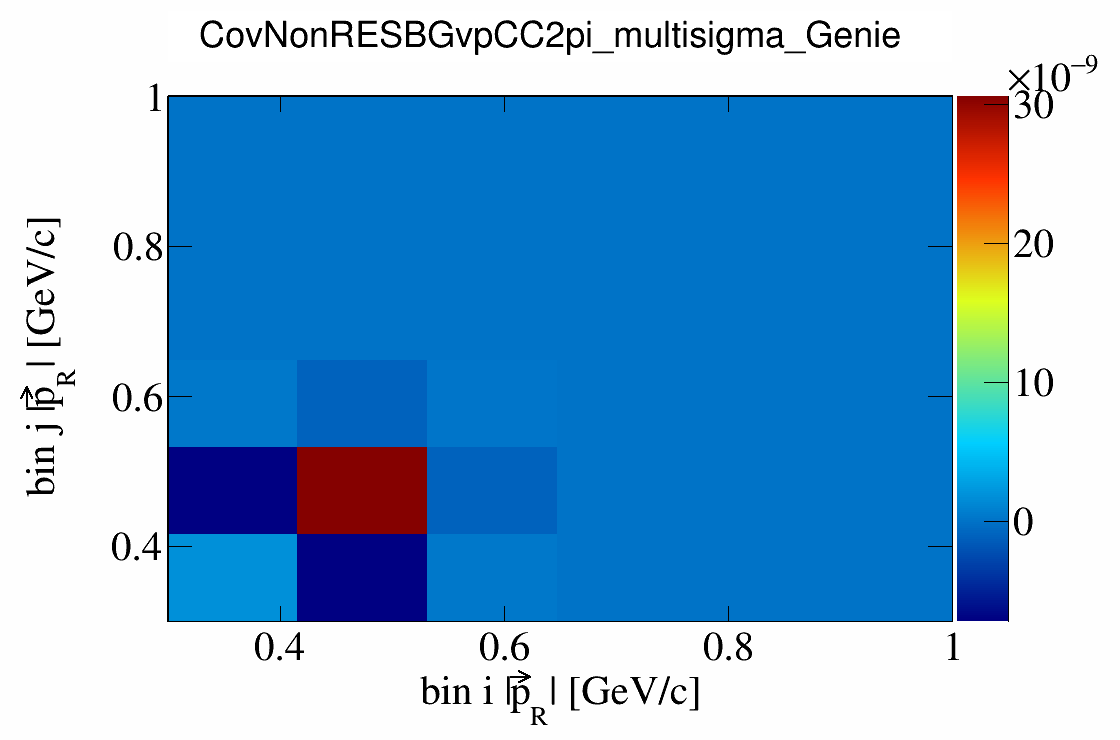 CovNonRESBGvpCC2pi_multisigma_Genie
×10⁻⁹
1
0.8
0.6
0.4
bin j |p⃗_R| [GeV/c]
30
20
10
0
0.4 0.6 0.8 1
bin i |p⃗_R| [GeV/c]